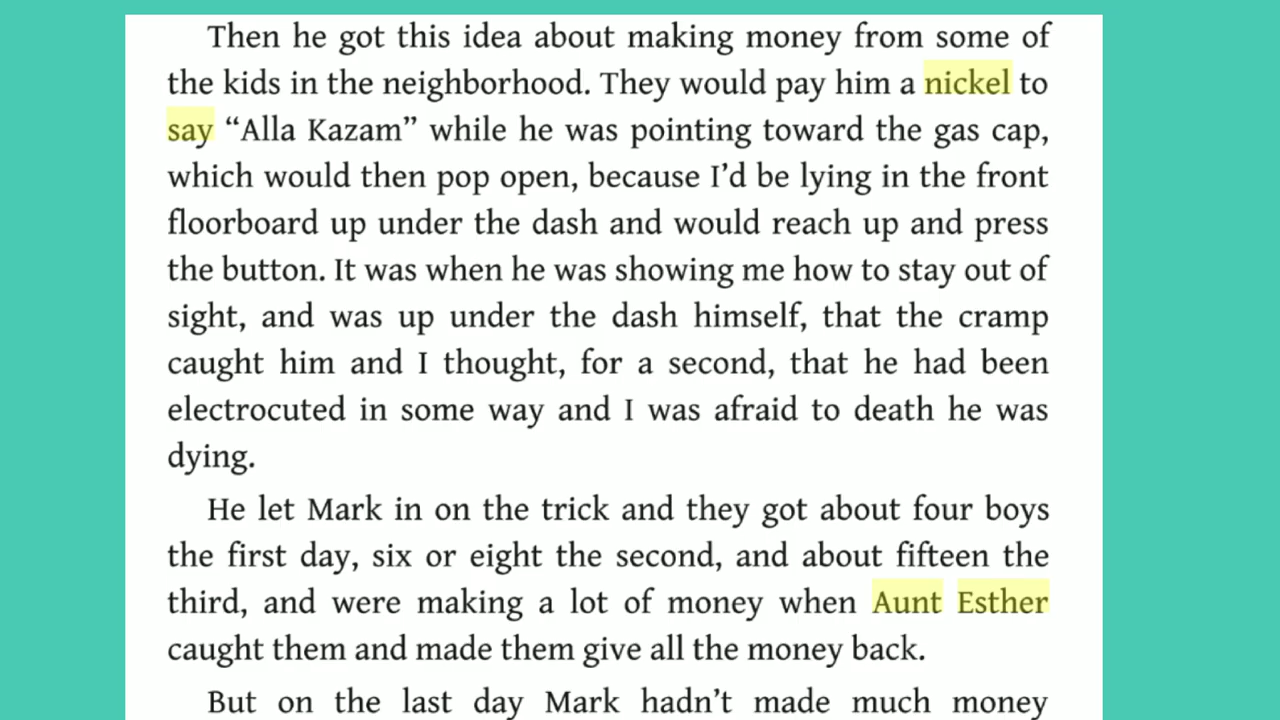 Then he got this idea about making money from some of
the kids in the neighborhood. They would pay him a nickel to
say “Alla Kazam” while he was pointing toward the gas cap,
which would then pop open, because I’d be lying in the front
floorboard up under the dash and would reach up and press
the button. It was when he was showing me how to stay out of
sight, and was up under the dash himself, that the cramp
caught him and I thought, for a second, that he had been
electrocuted in some way and I was afraid to death he was
dying.
He let Mark in on the trick and they got about four boys
the first day, six or eight the second, and about fifteen the
third, and were making a lot of money when Aunt Esther
caught them and made them give all the money back.
But on the last day Mark hadn’t made much money